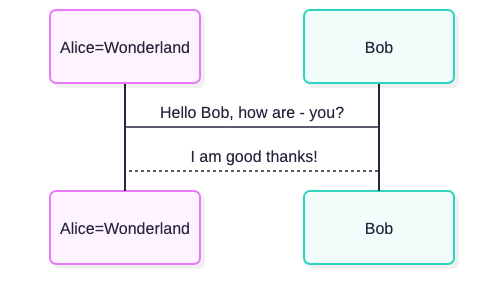 Alice=Wonderland
Bob
Hello Bob, how are - you?
I am good thanks!
Alice=Wonderland
Bob